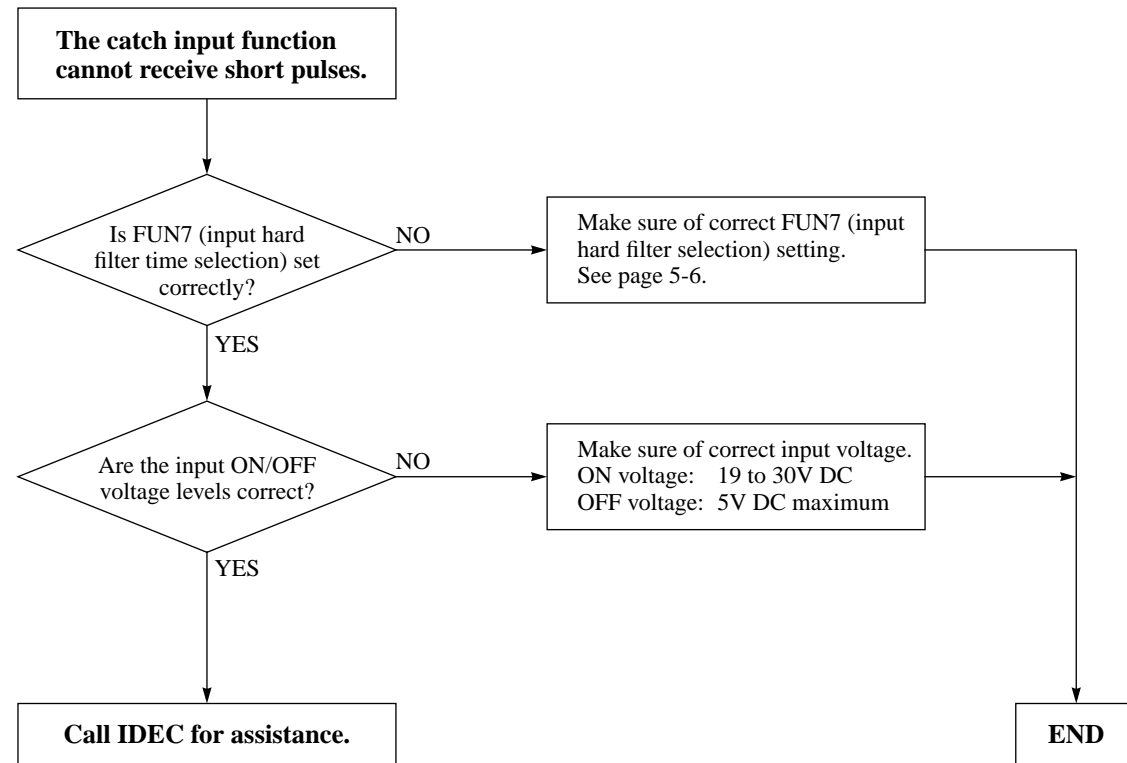 The catch input function
cannot receive short pulses.
Is FUN7 (input hard
filter time selection) set
correctly?
NO
Make sure of correct FUN7 (input
hard filter selection) setting.
See page 5-6.
YES
Are the input ON/OFF
voltage levels correct?
NO
Make sure of correct input voltage.
ON voltage: 19 to 30V DC
OFF voltage: 5V DC maximum
YES
Call IDEC for assistance.
END